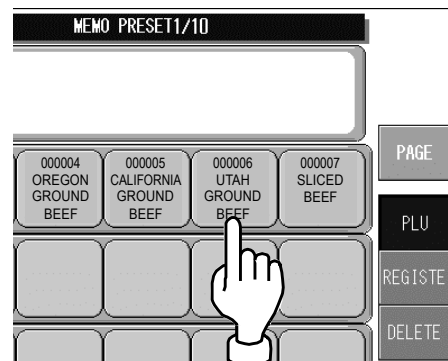 MEMO PRESET1/10
PAGE
000004
OREGON
GROUND
BEEF
000005
CALIFORNIA
GROUND
BEEF
000006
UTAH
GROUND
BEEF
000007
SLICED
BEEF
PLU
REGISTE
DELETE